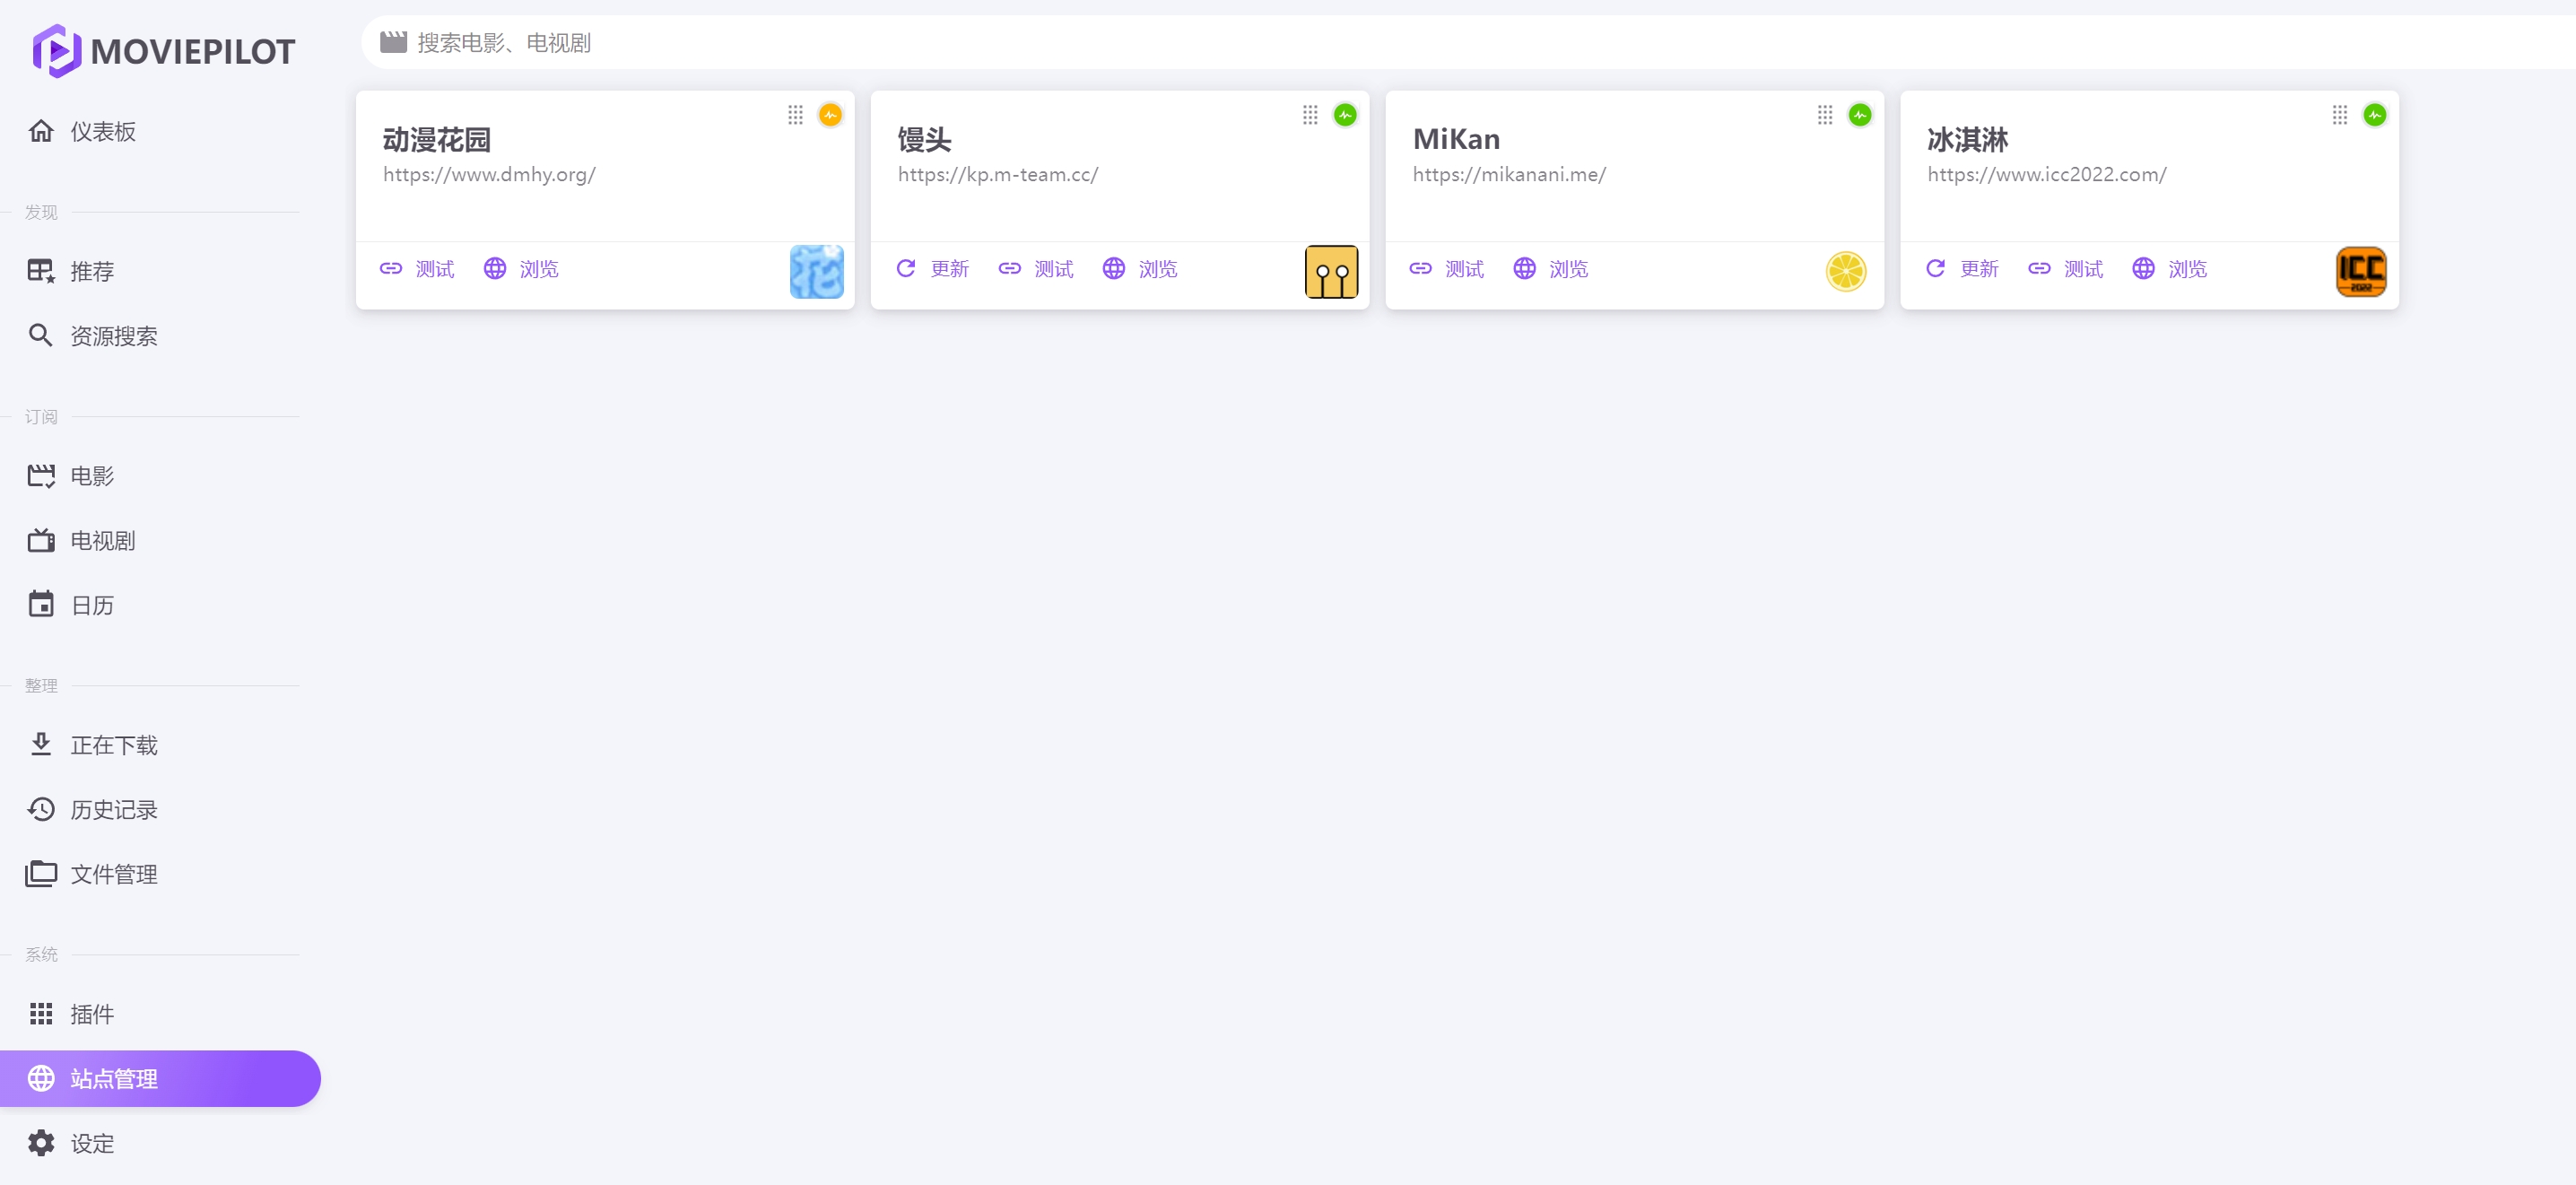 MOVIEPILOT
仪表板
发现
推荐
资源搜索
订阅
电影
电视剧
日历
整理
正在下载
历史记录
文件管理
系统
插件
站点管理
设定
搜索电影、电视剧
动漫花园
https://www.dmhy.org/
测试 浏览
花
馒头
https://kp.m-team.cc/
更新 测试 浏览
MiKan
https://mikanani.me/
测试 浏览
冰淇淋
https://www.icc2022.com/
更新 测试 浏览
ICC
2022